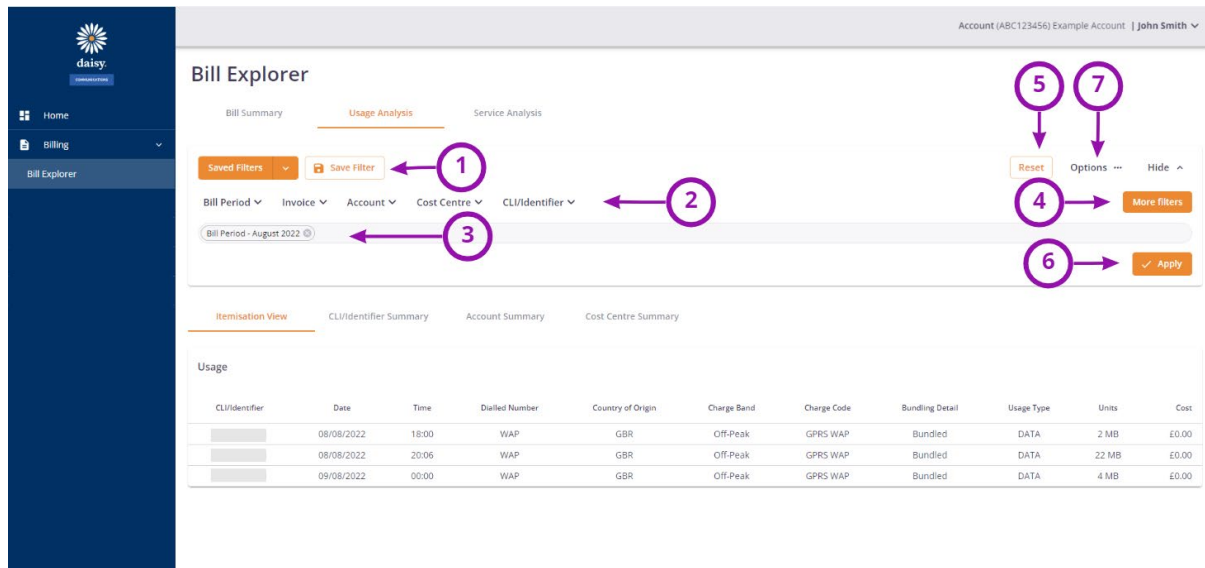 Account (ABC123456) Example Account | John Smith
daisy.
COMMUNICATIONS
Home
Billing
Bill Explorer
Bill Explorer
Bill Summary Usage Analysis Service Analysis
5 7
Saved Filters Save Filter 1 Reset Options ... Hide
Bill Period Invoice Account Cost Centre CLI/Identifier 2 4 More filters
Bill Period - August 2022 3
6 Apply
Itemisation View CLI/Identifier Summary Account Summary Cost Centre Summary
Usage
CLI/Identifier Date Time Dialled Number Country of Origin Charge Band Charge Code Bundling Detail Usage Type Units Cost
08/08/2022 18:00 WAP GBR Off-Peak GPRS WAP Bundled DATA 2 MB £0.00
08/08/2022 20:06 WAP GBR Off-Peak GPRS WAP Bundled DATA 22 MB £0.00
09/08/2022 00:00 WAP GBR Off-Peak GPRS WAP Bundled DATA 4 MB £0.00